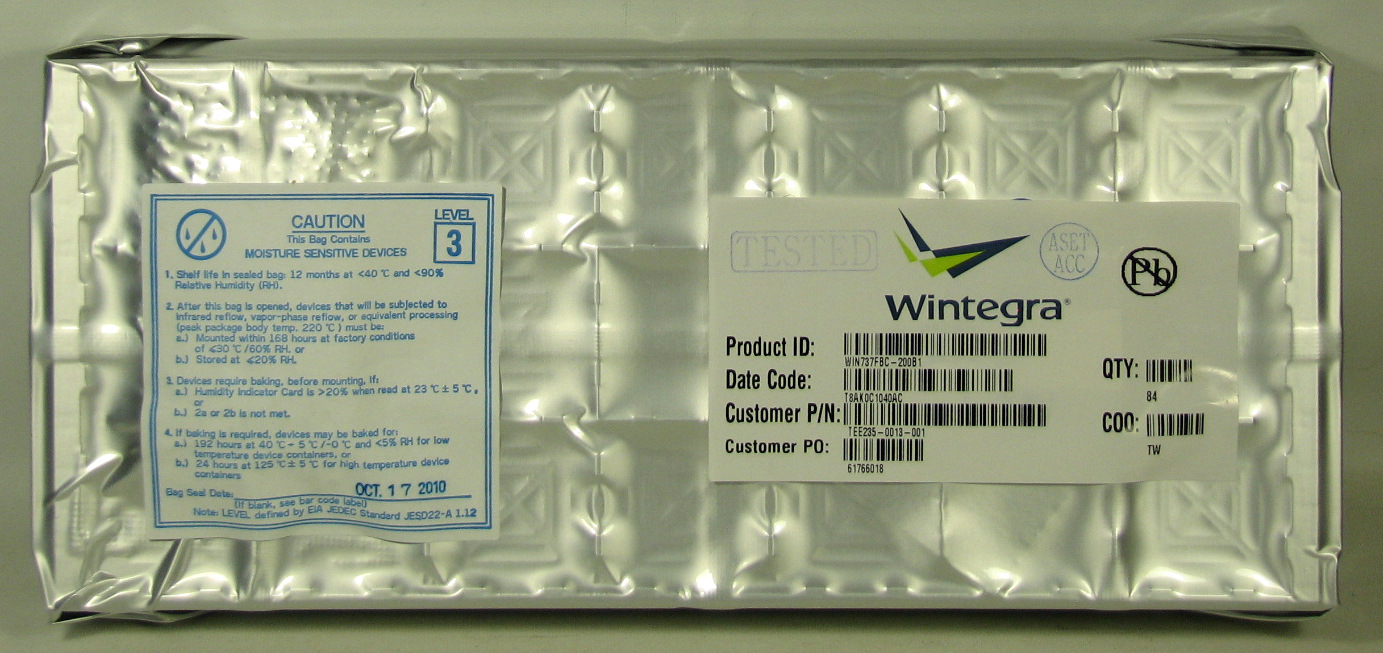 CAUTION
This Bag Contains
MOISTURE SENSITIVE DEVICES
LEVEL
3
1. Shelf life in sealed bag: 12 months at <40 °C and <90%
Relative Humidity (RH).
2. After this bag is opened, devices that will be subjected to
infrared reflow, vapor-phase reflow, or equivalent processing
(peak package body temp. 220 °C ) must be:
a.) Mounted within 168 hours at factory conditions
of ≤30 °C/60% RH, or
b.) Stored at ≤20% RH.
3. Devices require baking, before mounting, if:
a.) Humidity Indicator Card is >20% when read at 23 °C ± 5 °C,
or
b.) 2a or 2b is not met.
4. If baking is required, devices may be baked for:
a.) 192 hours at 40 °C + 5 °C/-0 °C and <5% RH for low
temperature device containers, or
b.) 24 hours at 125 °C ± 5 °C for high temperature device
containers
Bag Seal Date: OCT. 17 2010
(If blank, see bar code label)
Note: LEVEL defined by EIA JEDEC Standard JESD22-A 1.12
TESTED
ASET
ACC
Pb
Wintegra®
Product ID:
WIN737FBC-200B1
Date Code:
T8AK0C1040AC
Customer P/N:
TEE235-0013-001
Customer PO:
61766018
QTY:
84
COO:
TW